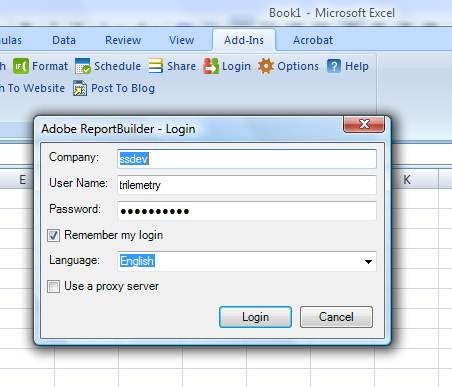 Book1 - Microsoft Excel
ulas Data Review View Add-Ins Acrobat
h Format Schedule Share Login Options Help
h To Website Post To Blog
Adobe ReportBuilder - Login
Company: ssdev
User Name: trilemetry
Password: ●●●●●●●●●●
Remember my login
Language: English
Use a proxy server
Login Cancel
E K